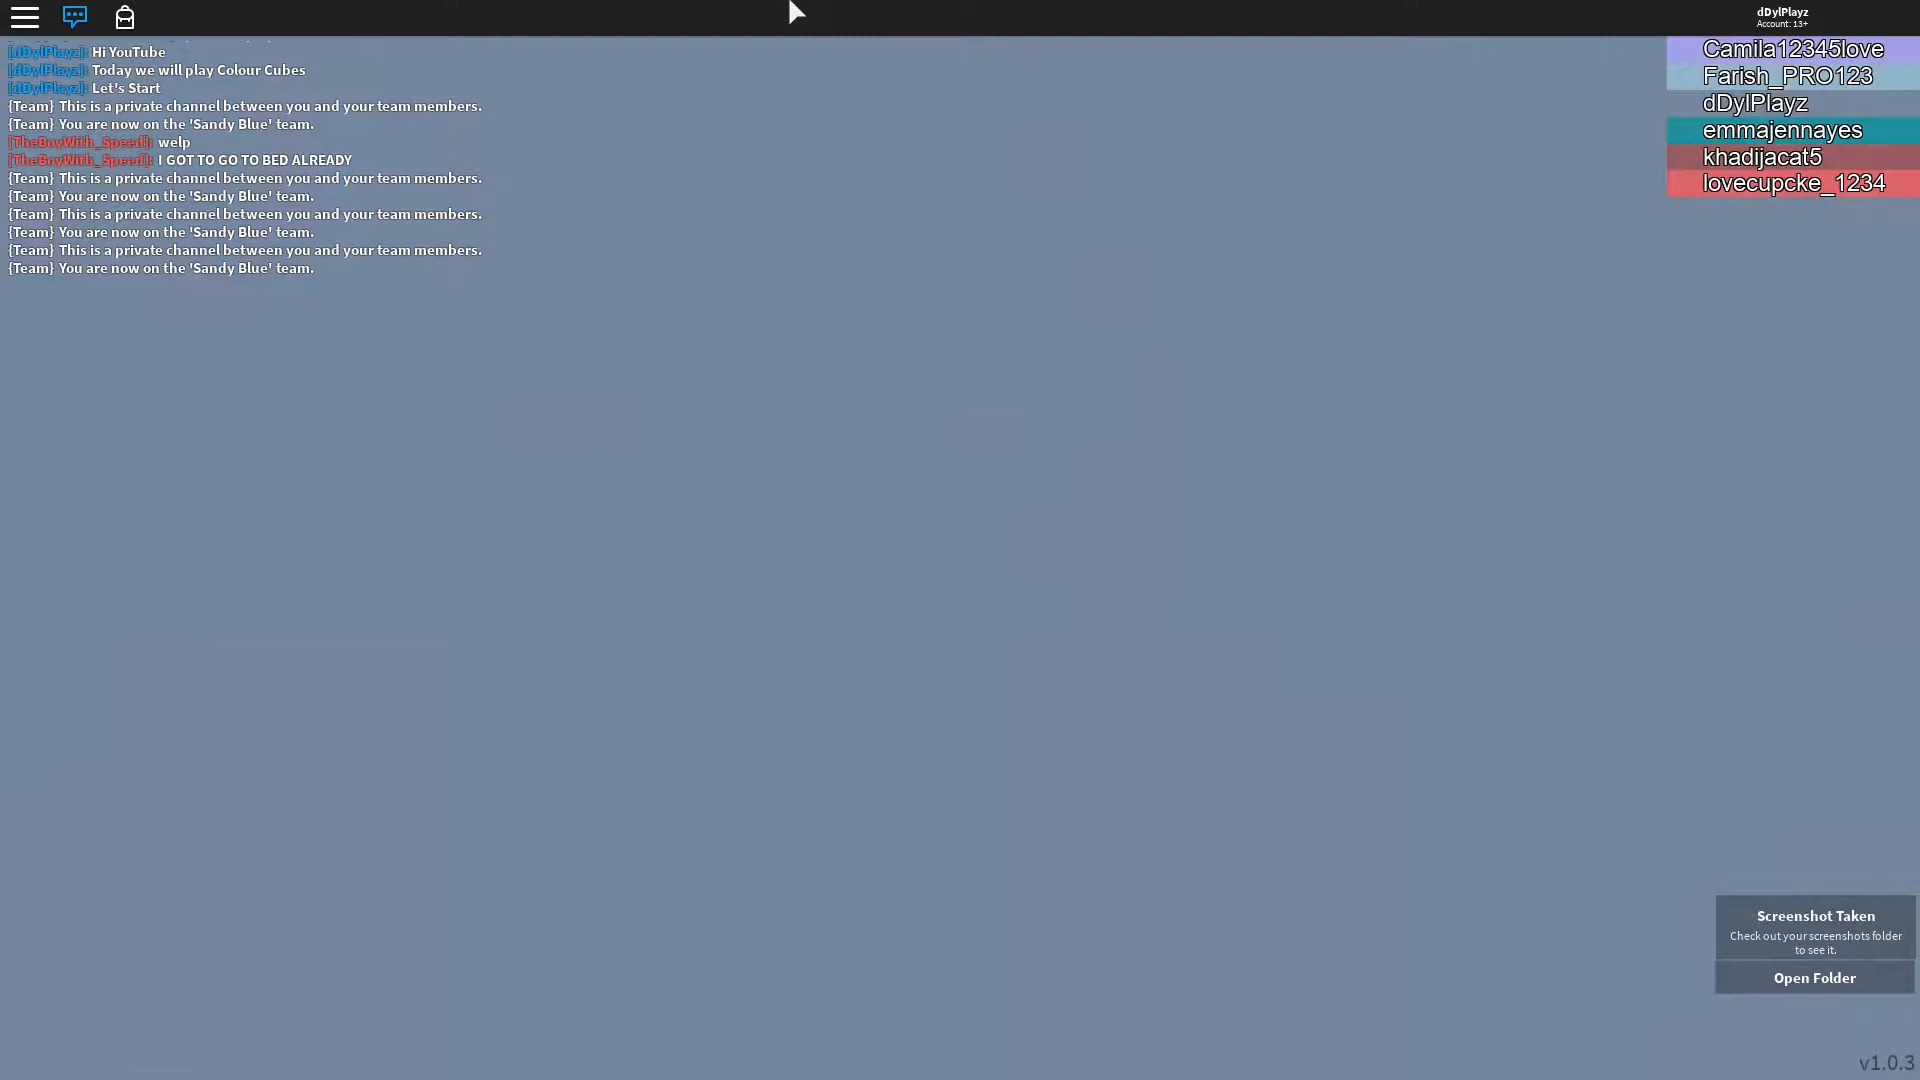 dDylPlayz
Account: 13+
[dDylPlayz]: Hi YouTube
[dDylPlayz]: Today we will play Colour Cubes
[dDylPlayz]: Let's Start
{Team} This is a private channel between you and your team members.
{Team} You are now on the 'Sandy Blue' team.
[TheBoyWith_Speed]: welp
[TheBoyWith_Speed]: I GOT TO GO TO BED ALREADY
{Team} This is a private channel between you and your team members.
{Team} You are now on the 'Sandy Blue' team.
{Team} This is a private channel between you and your team members.
{Team} You are now on the 'Sandy Blue' team.
{Team} This is a private channel between you and your team members.
{Team} You are now on the 'Sandy Blue' team.
Camila12345love
Farish_PRO123
dDylPlayz
emmajennayes
khadijacat5
lovecupcke_1234
Screenshot Taken
Check out your screenshots folder
to see it.
Open Folder
v1.0.3